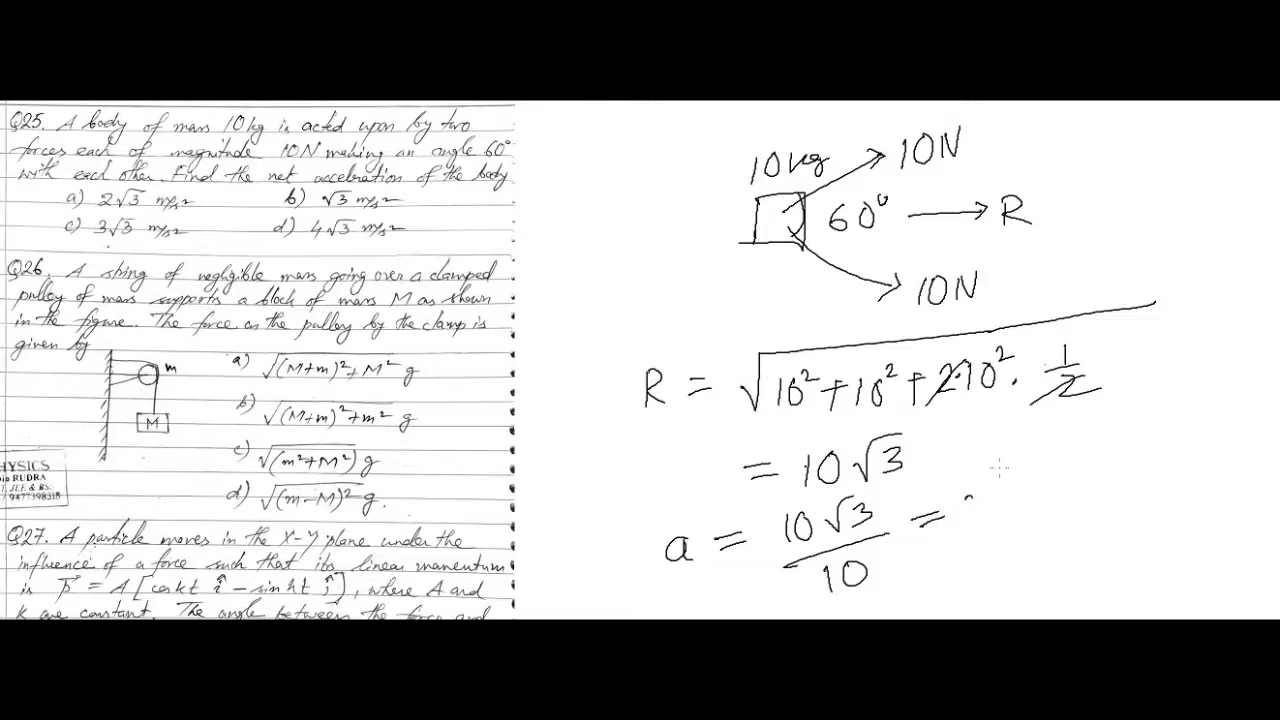 Q25. A body of mass 10kg is acted upon by two
forces each of magnitude 10N making an angle 60°
with each other. Find the net acceleration of the body
a) 2√3 m/s² b) √3 m/s²
c) 3√3 m/s² d) 4√3 m/s²
Q26. A string of negligible mass going over a clamped
pulley of mass supports a block of mass M as shown
in the figure. The force on the pulley by the clamp is
given by
m
M
a) √(M+m)²+M² g
b) √(M+m)²+m² g
c) √(m²+M²) g
d) √(m-M)² g.
HYSICS
RUDRA
9477398318
Q27. A particle moves in the X-Y plane under the
influence of a force such that its linear momentum
is p⃗ = A [cos kt î - sin kt ĵ], where A and
k are constant. The angle between the force and
10kg
10N
60° → R
10N
R = √10²+10²+2·10²·1/2
= 10√3
a = 10√3/10 =